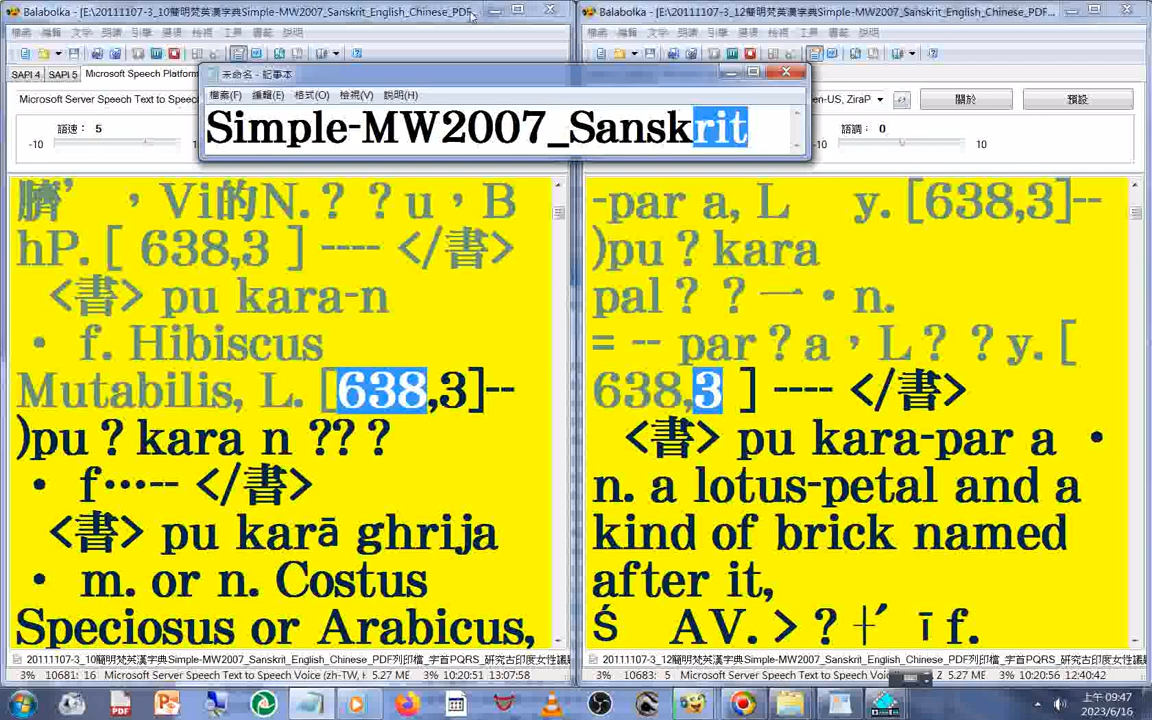 Balabolka - [E:\20111107-3_10簡明梵英漢字典Simple-MW2007_Sanskrit_English_Chinese_PDF
Balabolka - [E:\20111107-3_12簡明梵英漢字典Simple-MW2007_Sanskrit_English_Chinese_PDF...
SAPI 4 SAPI 5 Microsoft Speech Platform
未命名 - 記事本
檔案(F) 編輯(E) 格式(O) 檢視(V) 說明(H)
Simple-MW2007_Sanskrit
Microsoft Server Speech Text to Speec
en-US, ZiraP
關於
預設
語速： 5
-10
語調： 0
10
臍’ ，Vi的N.？？u，B
hP. [ 638,3 ] ---- </書>
<書> pu kara-n
• f. Hibiscus
Mutabilis, L. [638,3]--
)pu？kara n ??？
• f…-- </書>
<書> pu karā ghrija
• m. or n. Costus
Speciosus or Arabicus,
-par a, L y. [638,3]--
)pu？kara
pal？？一•n.
= -- par？a，L？？y. [
638,3 ] ---- </書>
<書> pu kara-par a •
n. a lotus-petal and a
kind of brick named
after it,
Ś AV.＞？┼′ī f.
20111107-3_10簡明梵英漢字典Simple-MW2007_Sanskrit_English_Chinese_PDF列印檔_字首PQRS_研究古印度女性議
3% 10681: 16 Microsoft Server Speech Text to Speech Voice (zh-TW, 5.27 ME 10:20:51 13:07:58
20111107-3_12簡明梵英漢字典Simple-MW2007_Sanskrit_English_Chinese_PDF列印檔_字首PQRS_研究古印度女性議
3% 10683: 5 Microsoft Server Speech Text to Speech Voice 5.27 ME 10:20:56 12:40:42
上午 09:47
2023/6/16